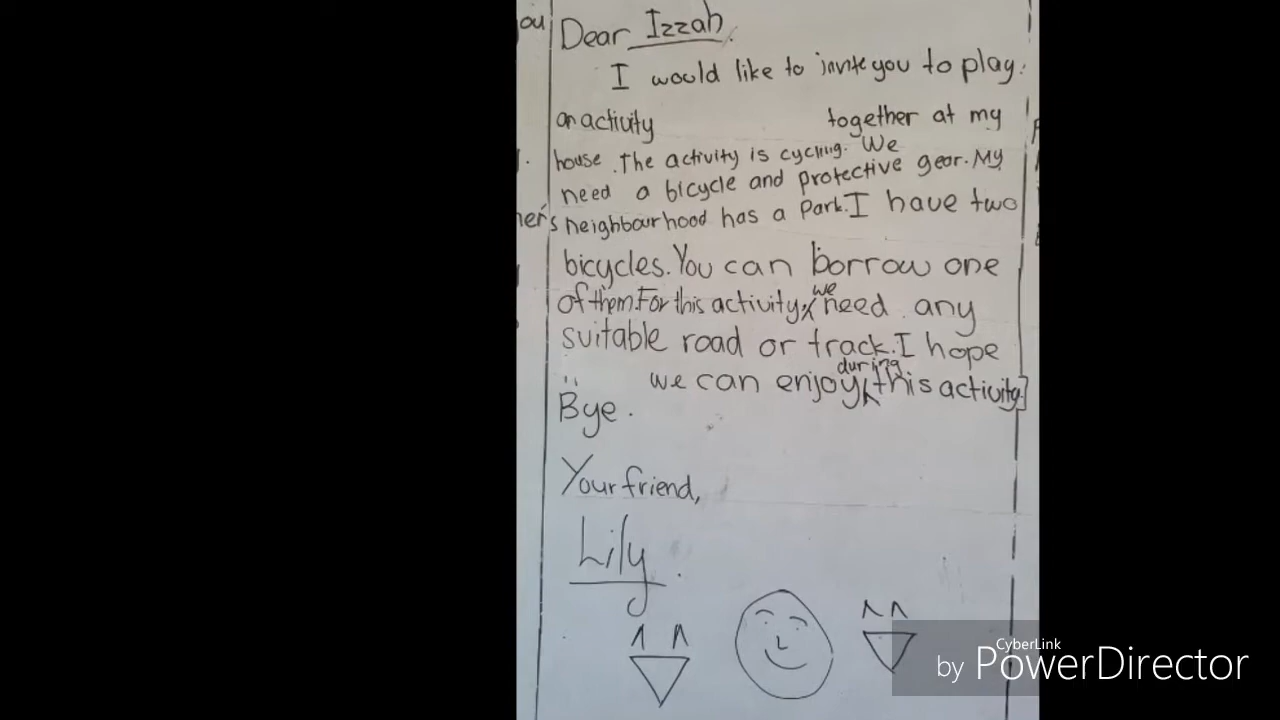 ou
Dear Izzah.
I would like to invite you to play
an activity together at my
house. The activity is cycling. We
need a bicycle and protective gear. My
her's
neighbourhood has a Park. I have two
bicycles. You can borrow one
of them. For this activity, we need any
suitable road or track. I hope
we can enjoy during this activity.
Bye.
Your friend,
Lily.
CyberLink
by PowerDirector